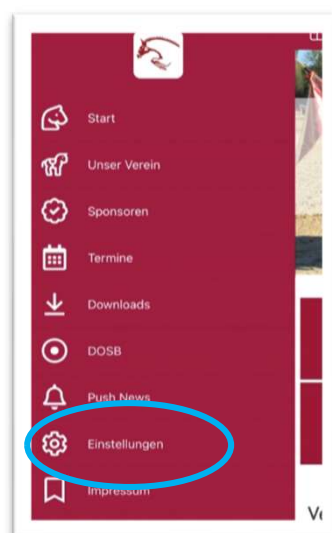 Start
Unser Verein
Sponsoren
Termine
Downloads
DOSB
Push News
Einstellungen
Impressum